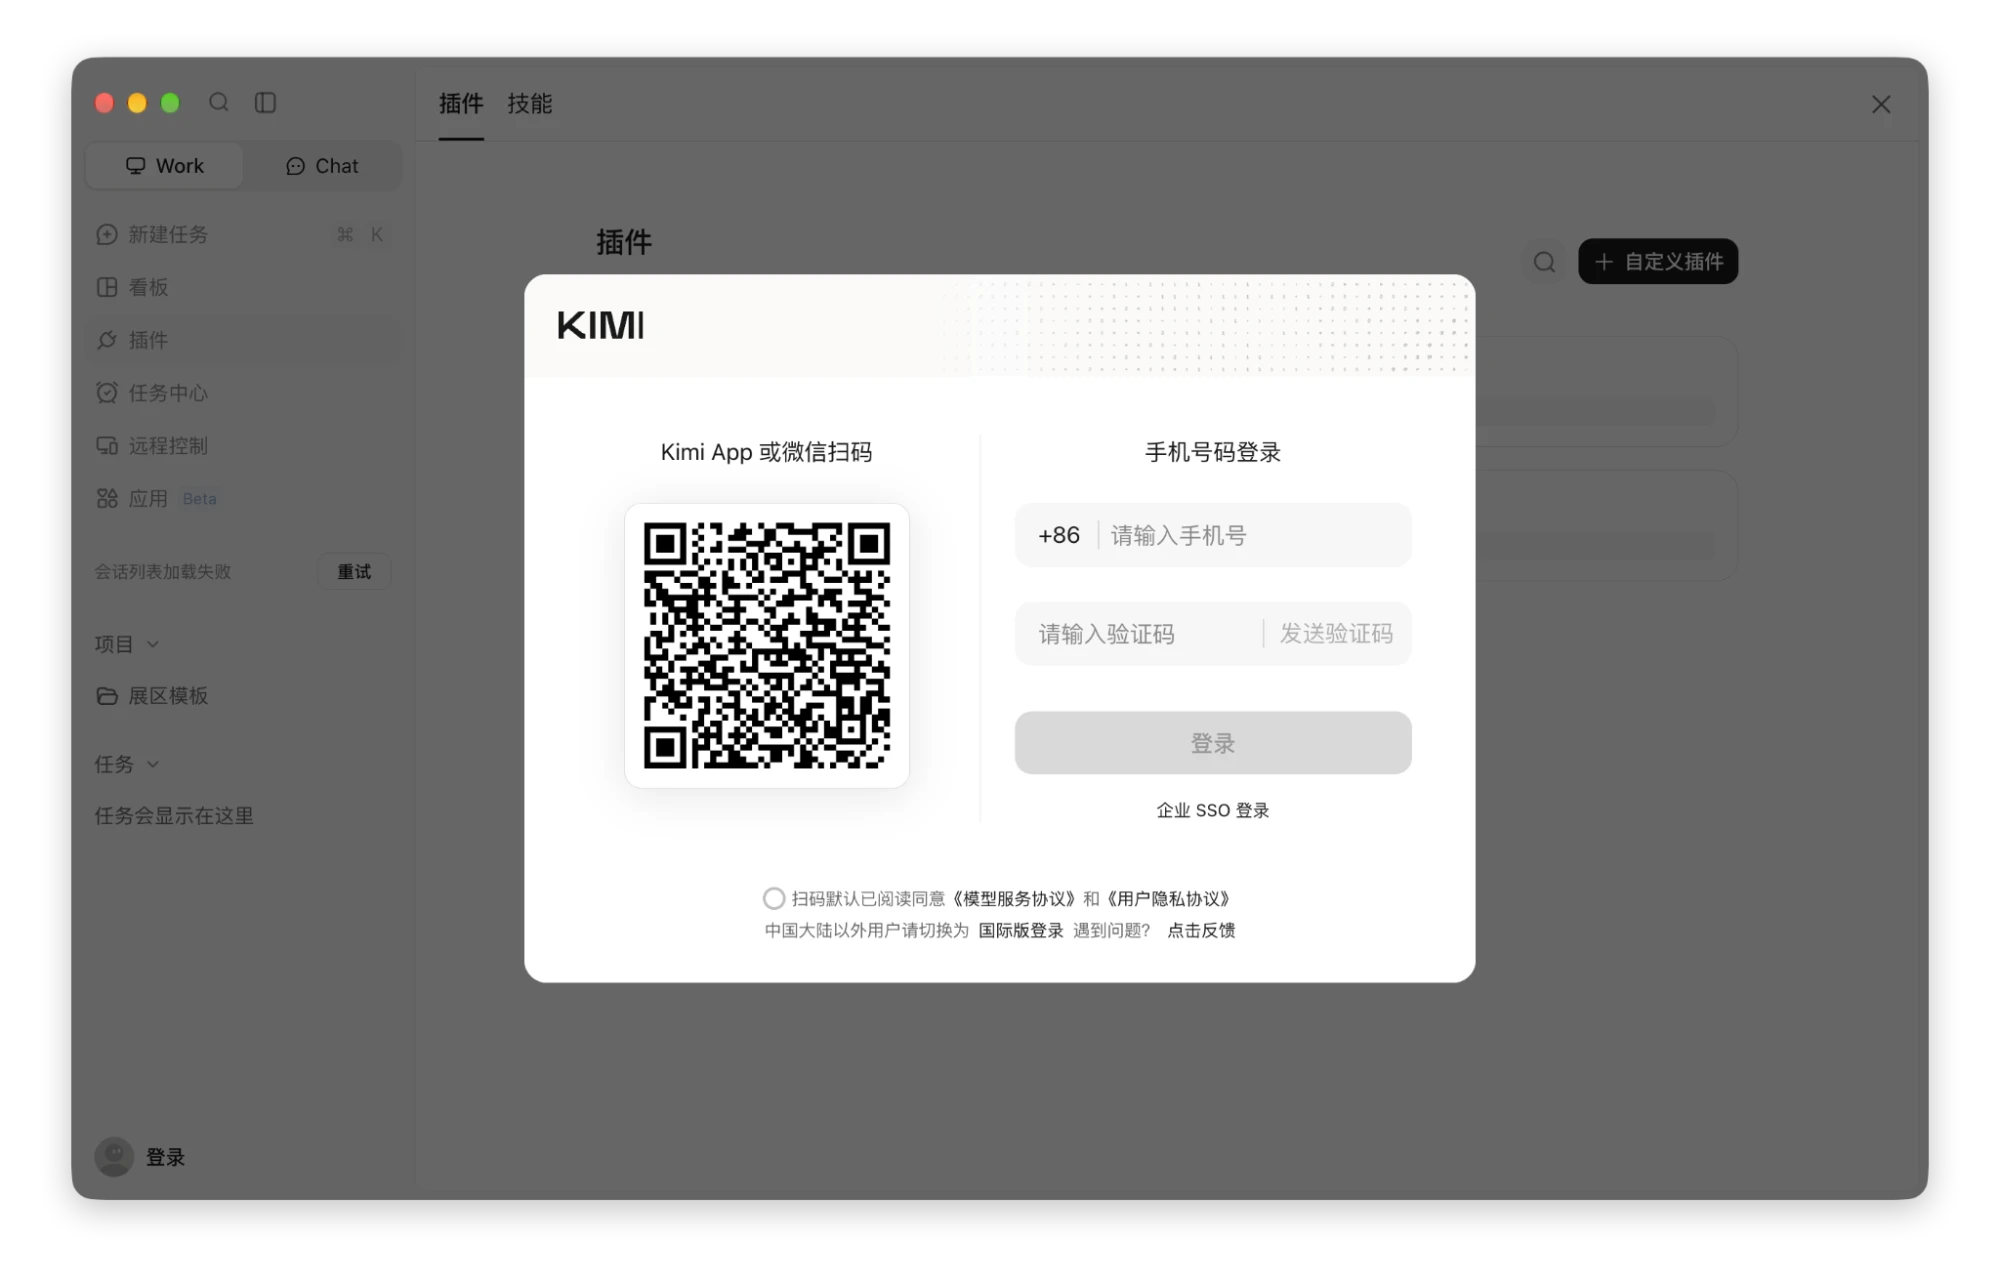 插件 技能
Work Chat
新建任务 ⌘ K
看板
插件
任务中心
远程控制
应用 Beta
会话列表加载失败 重试
项目
展区模板
任务
任务会显示在这里
登录
插件
+ 自定义插件
KIMI
Kimi App 或微信扫码
手机号码登录
+86 请输入手机号
请输入验证码 发送验证码
登录
企业 SSO 登录
扫码默认已阅读同意《模型服务协议》和《用户隐私协议》
中国大陆以外用户请切换为 国际版登录 遇到问题? 点击反馈